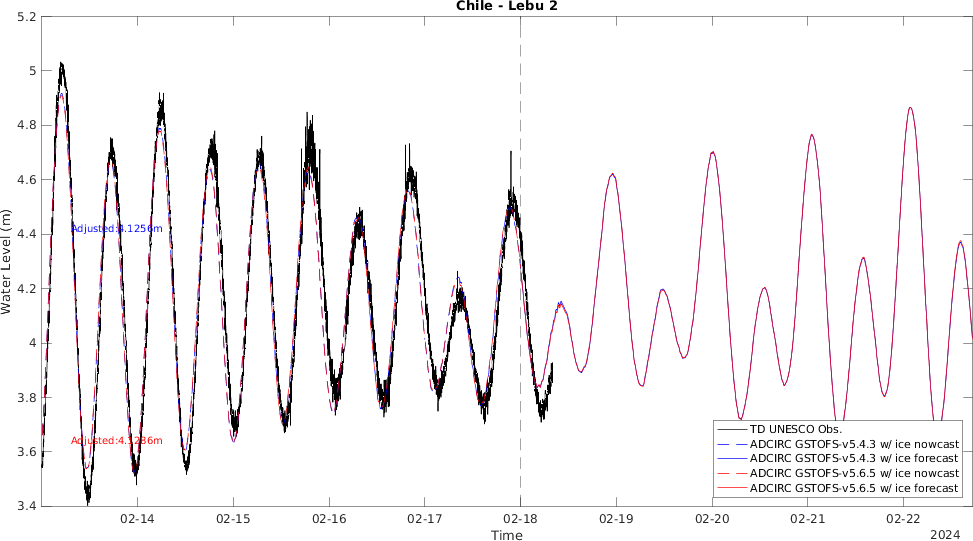 Chile - Lebu 2
5.2
5
4.8
4.6
4.4
4.2
4
3.8
3.6
3.4
Water Level (m)
Adjusted:4.1256m
Adjusted:4.1286m
TD UNESCO Obs.
ADCIRC GSTOFS-v5.4.3 w/ ice nowcast
ADCIRC GSTOFS-v5.4.3 w/ ice forecast
ADCIRC GSTOFS-v5.6.5 w/ ice nowcast
ADCIRC GSTOFS-v5.6.5 w/ ice forecast
02-14 02-15 02-16 02-17 02-18 02-19 02-20 02-21 02-22
Time
2024